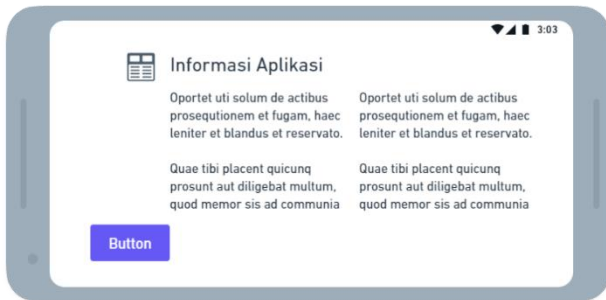 3:03
Informasi Aplikasi
Oportet uti solum de actibus
prosequtionem et fugam, haec
leniter et blandus et reservato.
Quae tibi placent quicunq
prosunt aut diligebat multum,
quod memor sis ad communia
Oportet uti solum de actibus
prosequtionem et fugam, haec
leniter et blandus et reservato.
Quae tibi placent quicunq
prosunt aut diligebat multum,
quod memor sis ad communia
Button